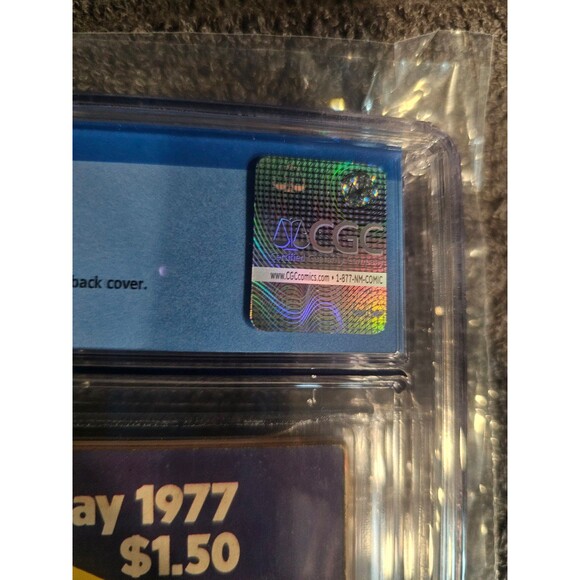 CGC
www.CGCcomics.com • 1-877-NM-COMIC
back cover.
ay 1977
$1.50